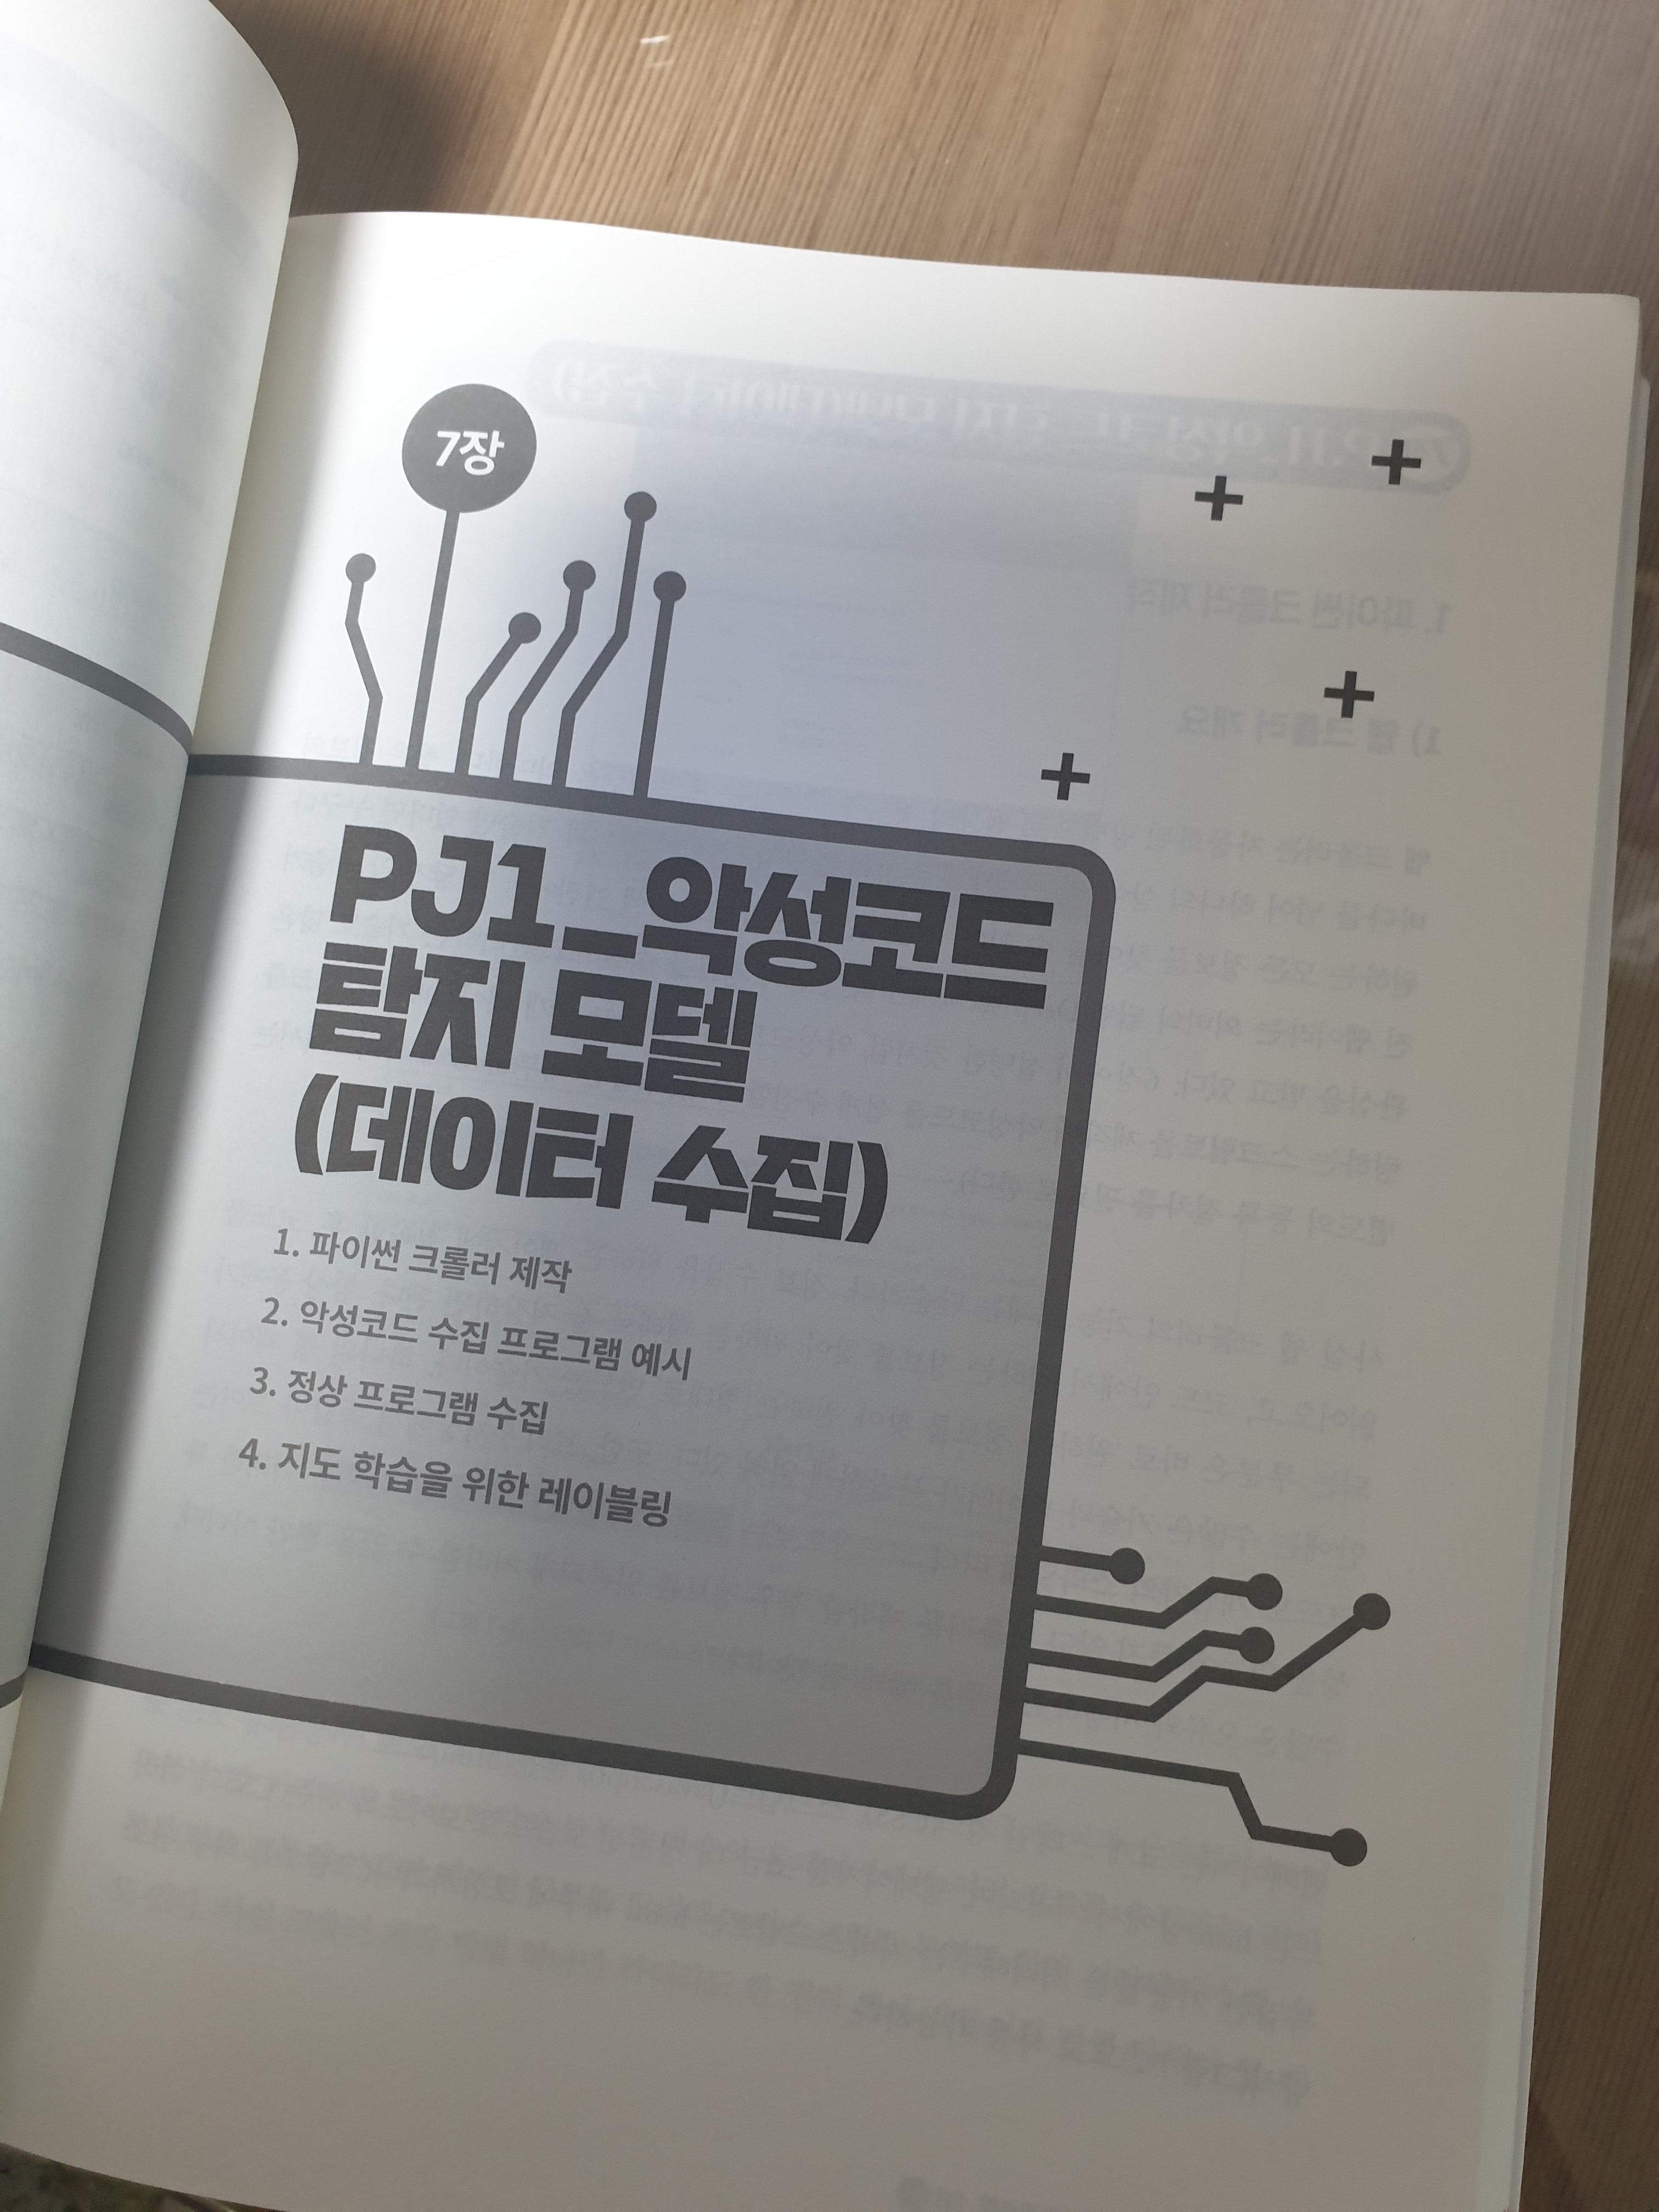 7장
PJ1_악성코드
탐지 모델
(데이터 수집)
1. 파이썬 크롤러 제작
2. 악성코드 수집 프로그램 예시
3. 정상 프로그램 수집
4. 지도 학습을 위한 레이블링